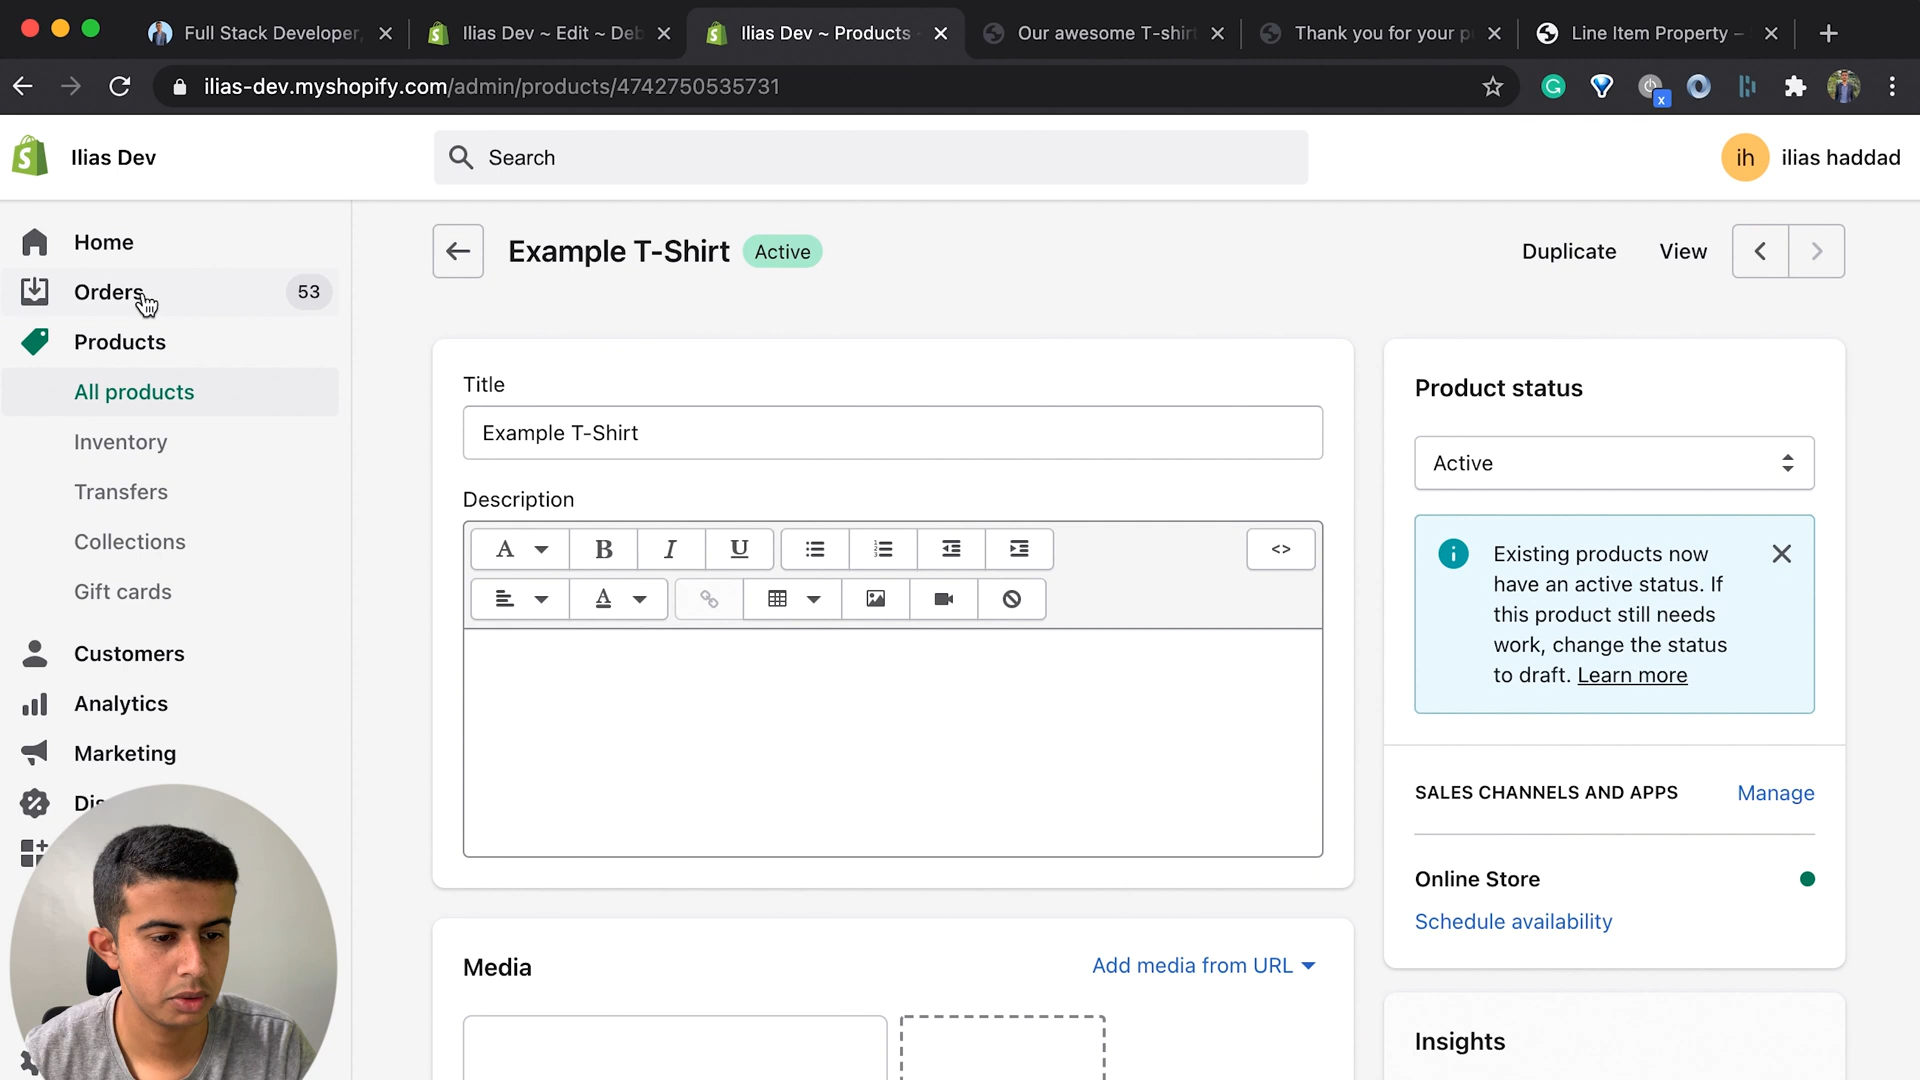 Full Stack Developer,
Ilias Dev ~ Edit ~ Deb
Ilias Dev ~ Products
Our awesome T-shirt
Thank you for your p
Line Item Property –
ilias-dev.myshopify.com/admin/products/4742750535731
Ilias Dev
Search
ih
ilias haddad
Home
Orders
53
Products
All products
Inventory
Transfers
Collections
Gift cards
Customers
Analytics
Marketing
Dis
Example T-Shirt
Active
Duplicate
View
Title
Example T-Shirt
Description
A
B
I
U
<>
A
Media
Add media from URL
Product status
Active
Existing products now
have an active status. If
this product still needs
work, change the status
to draft. Learn more
SALES CHANNELS AND APPS
Manage
Online Store
Schedule availability
Insights